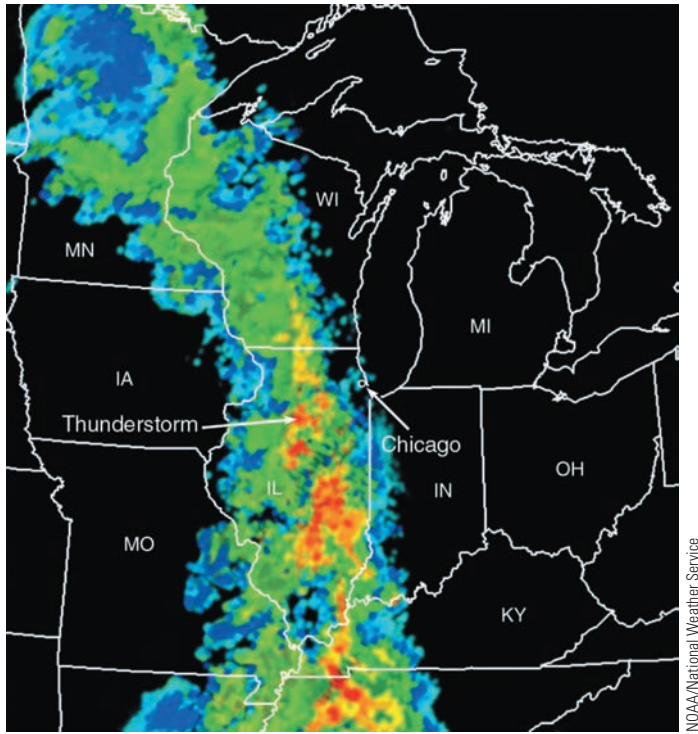 WI
MN
MI
IA
Thunderstorm
Chicago
IL
IN
OH
MO
KY
NOAA/National Weather Service